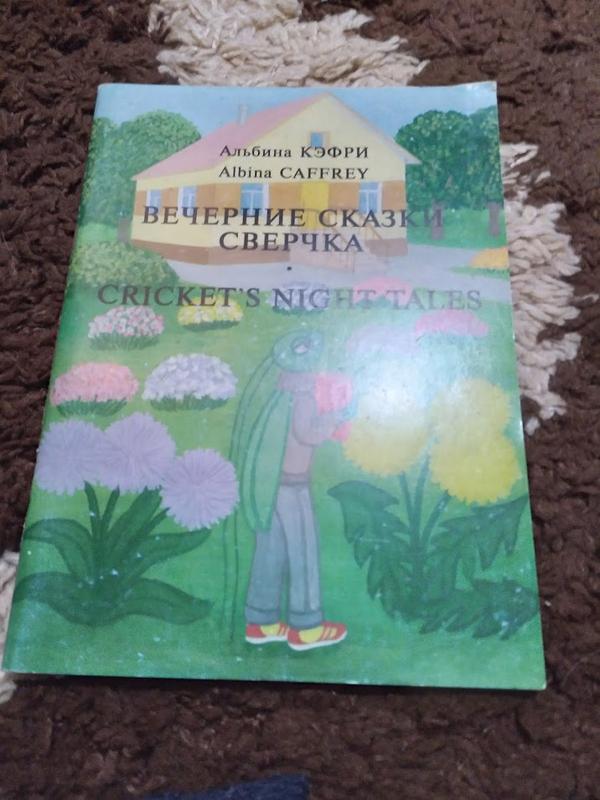 Альбина КЭФРИ
Albina CAFFREY
ВЕЧЕРНИЕ СКАЗКИ
СВЕРЧКА
CRICKET'S NIGHT TALES